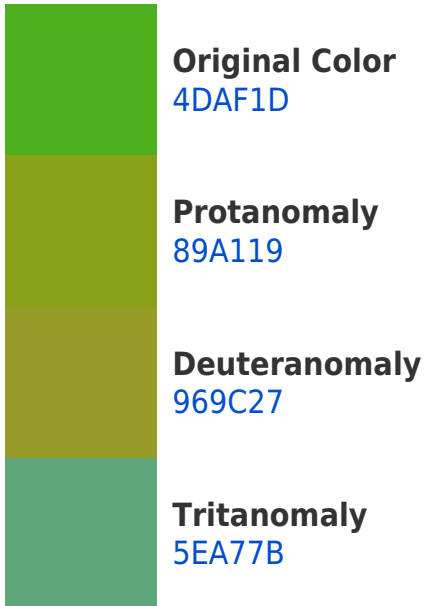 Original Color
4DAF1D
Protanomaly
89A119
Deuteranomaly
969C27
Tritanomaly
5EA77B